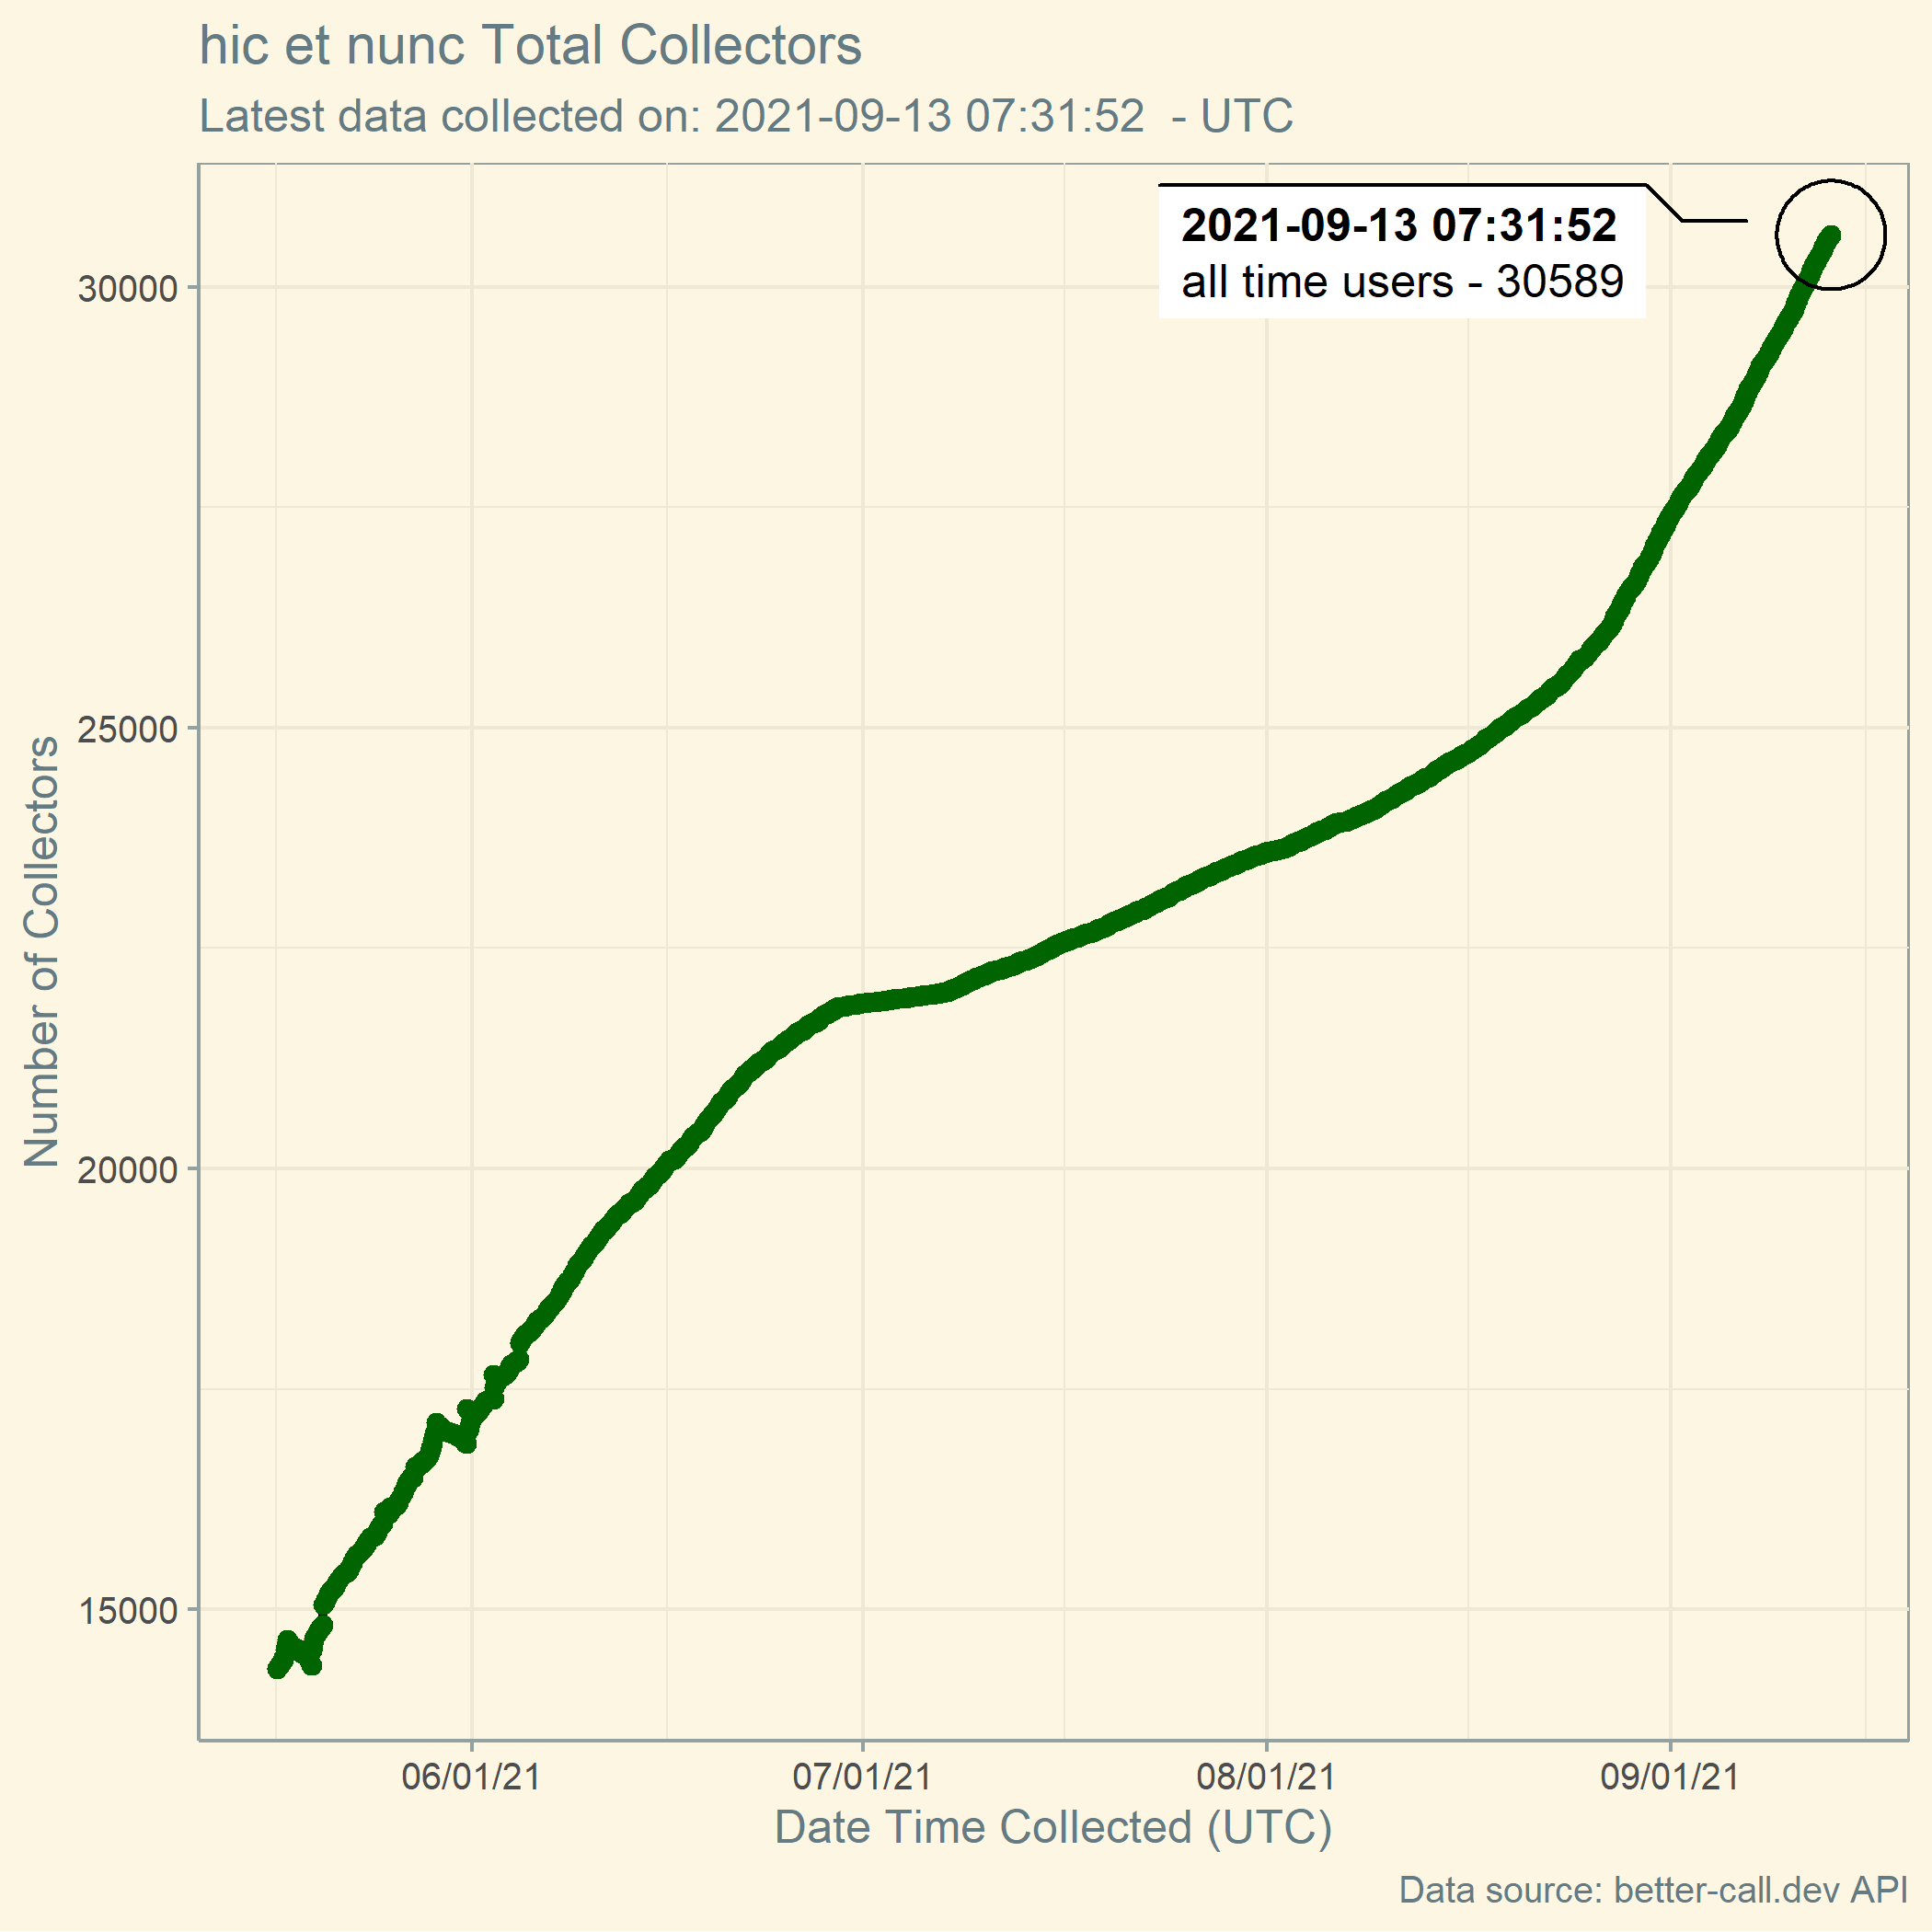 hic et nunc Total Collectors
Latest data collected on: 2021-09-13 07:31:52  - UTC
2021-09-13 07:31:52
all time users - 30589
Number of Collectors
30000
25000
20000
15000
06/01/21
07/01/21
08/01/21
09/01/21
Date Time Collected (UTC)
Data source: better-call.dev API